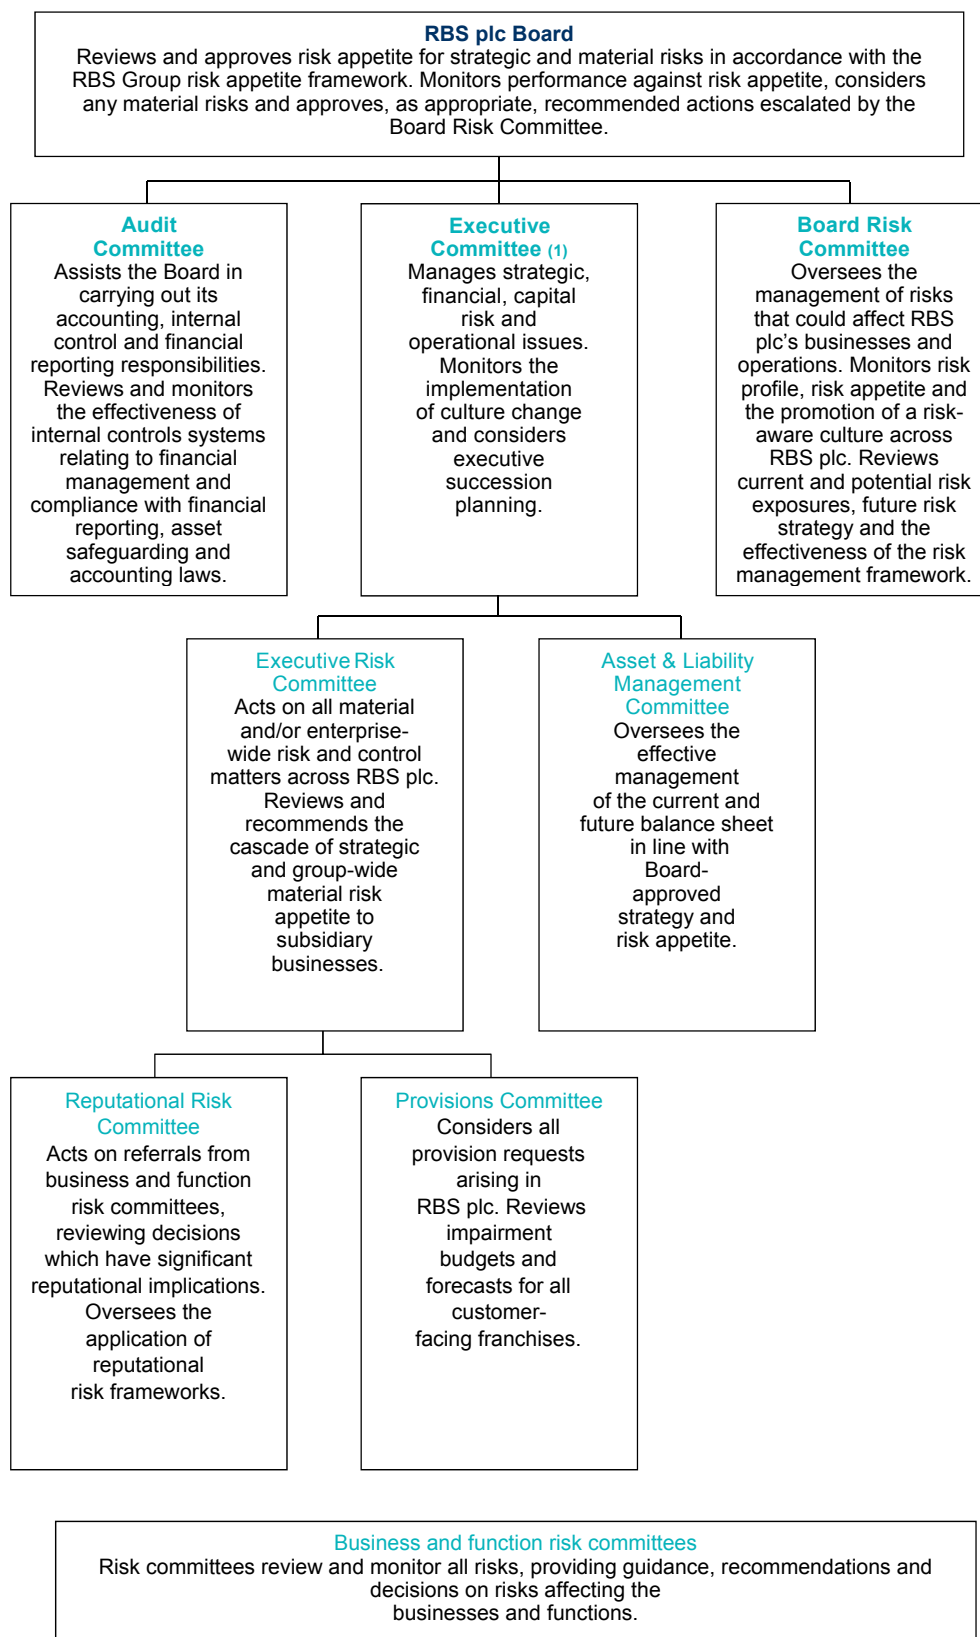 RBS plc Board
Reviews and approves risk appetite for strategic and material risks in accordance with the
RBS Group risk appetite framework. Monitors performance against risk appetite, considers
any material risks and approves, as appropriate, recommended actions escalated by the
Board Risk Committee.
Audit
Committee
Assists the Board in
carrying out its
accounting, internal
control and financial
reporting responsibilities.
Reviews and monitors
the effectiveness of
internal controls systems
relating to financial
management and
compliance with financial
reporting, asset
safeguarding and
accounting laws.
Executive
Committee (1)
Manages strategic,
financial, capital
risk and
operational issues.
Monitors the
implementation
of culture change
and considers
executive
succession
planning.
Board Risk
Committee
Oversees the
management of risks
that could affect RBS
plc's businesses and
operations. Monitors risk
profile, risk appetite and
the promotion of a risk-
aware culture across
RBS plc. Reviews
current and potential risk
exposures, future risk
strategy and the
effectiveness of the risk
management framework.
Executive Risk
Committee
Acts on all material
and/or enterprise-
wide risk and control
matters across RBS plc.
Reviews and
recommends the
cascade of strategic
and group-wide
material risk
appetite to
subsidiary
businesses.
Asset & Liability
Management
Committee
Oversees the
effective
management
of the current and
future balance sheet
in line with
Board-
approved
strategy and
risk appetite.
Reputational Risk
Committee
Acts on referrals from
business and function
risk committees,
reviewing decisions
which have significant
reputational implications.
Oversees the
application of
reputational
risk frameworks.
Provisions Committee
Considers all
provision requests
arising in
RBS plc. Reviews
impairment
budgets and
forecasts for all
customer-
facing franchises.
Business and function risk committees
Risk committees review and monitor all risks, providing guidance, recommendations and
decisions on risks affecting the
businesses and functions.